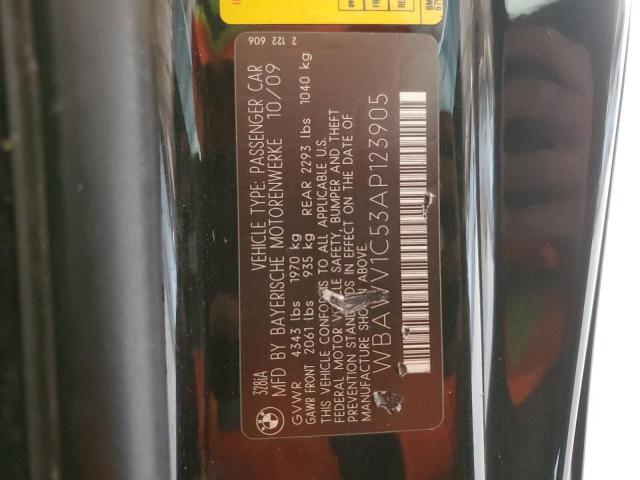 2 122 606
328iA
VEHICLE TYPE: PASSENGER CAR
MFD BY BAYERISCHE MOTORENWERKE 10/09
GVWR 4343 lbs 1970 kg
GAWR FRONT 2061 lbs 935 kg REAR 2293 lbs 1040 kg
THIS VEHICLE CONFORMS TO ALL APPLICABLE U.S.
FEDERAL MOTOR VEHICLE SAFETY, BUMPER AND THEFT
PREVENTION STANDARDS IN EFFECT ON THE DATE OF
MANUFACTURE SHOWN ABOVE.
WBAWV1C53AP123905